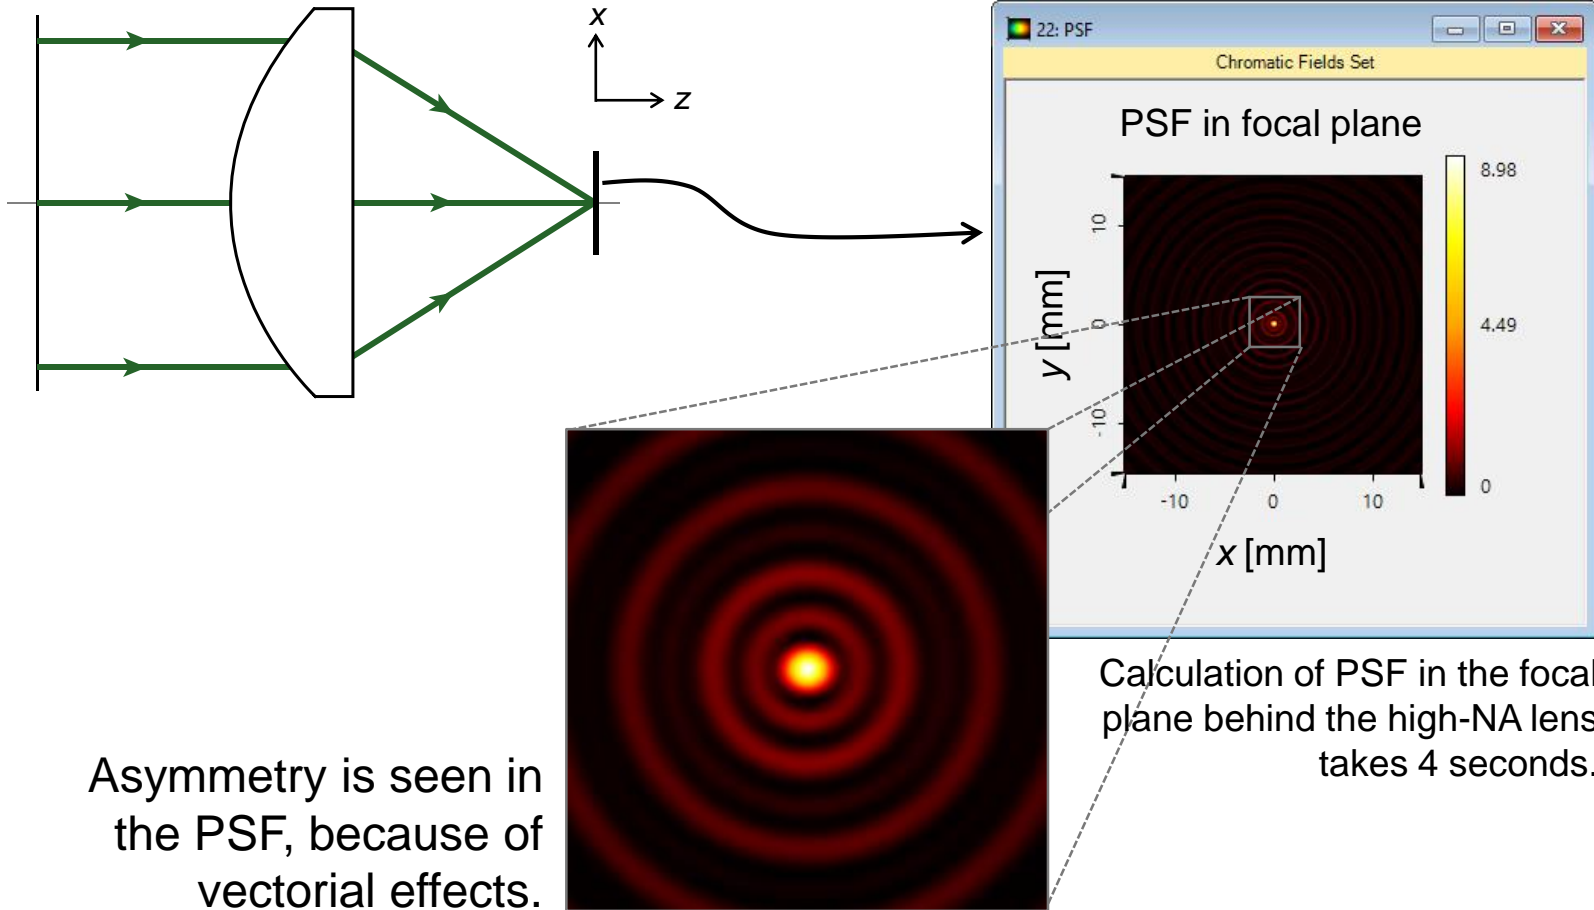 x
z
22: PSF
Chromatic Fields Set
PSF in focal plane
8.98
4.49
0
y [mm]
10
0
-10
-10
0
10
x [mm]
Calculation of PSF in the focal
plane behind the high-NA lens
takes 4 seconds.
Asymmetry is seen in
the PSF, because of
vectorial effects.